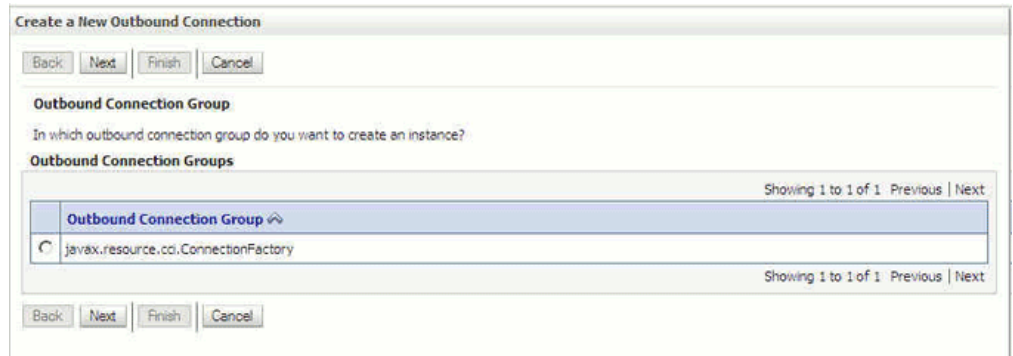 Create a New Outbound Connection
Back Next Finish Cancel
Outbound Connection Group
In which outbound connection group do you want to create an instance?
Outbound Connection Groups
Showing 1 to 1 of 1 Previous | Next
Outbound Connection Group
javax.resource.cci.ConnectionFactory
Showing 1 to 1 of 1 Previous | Next
Back Next Finish Cancel